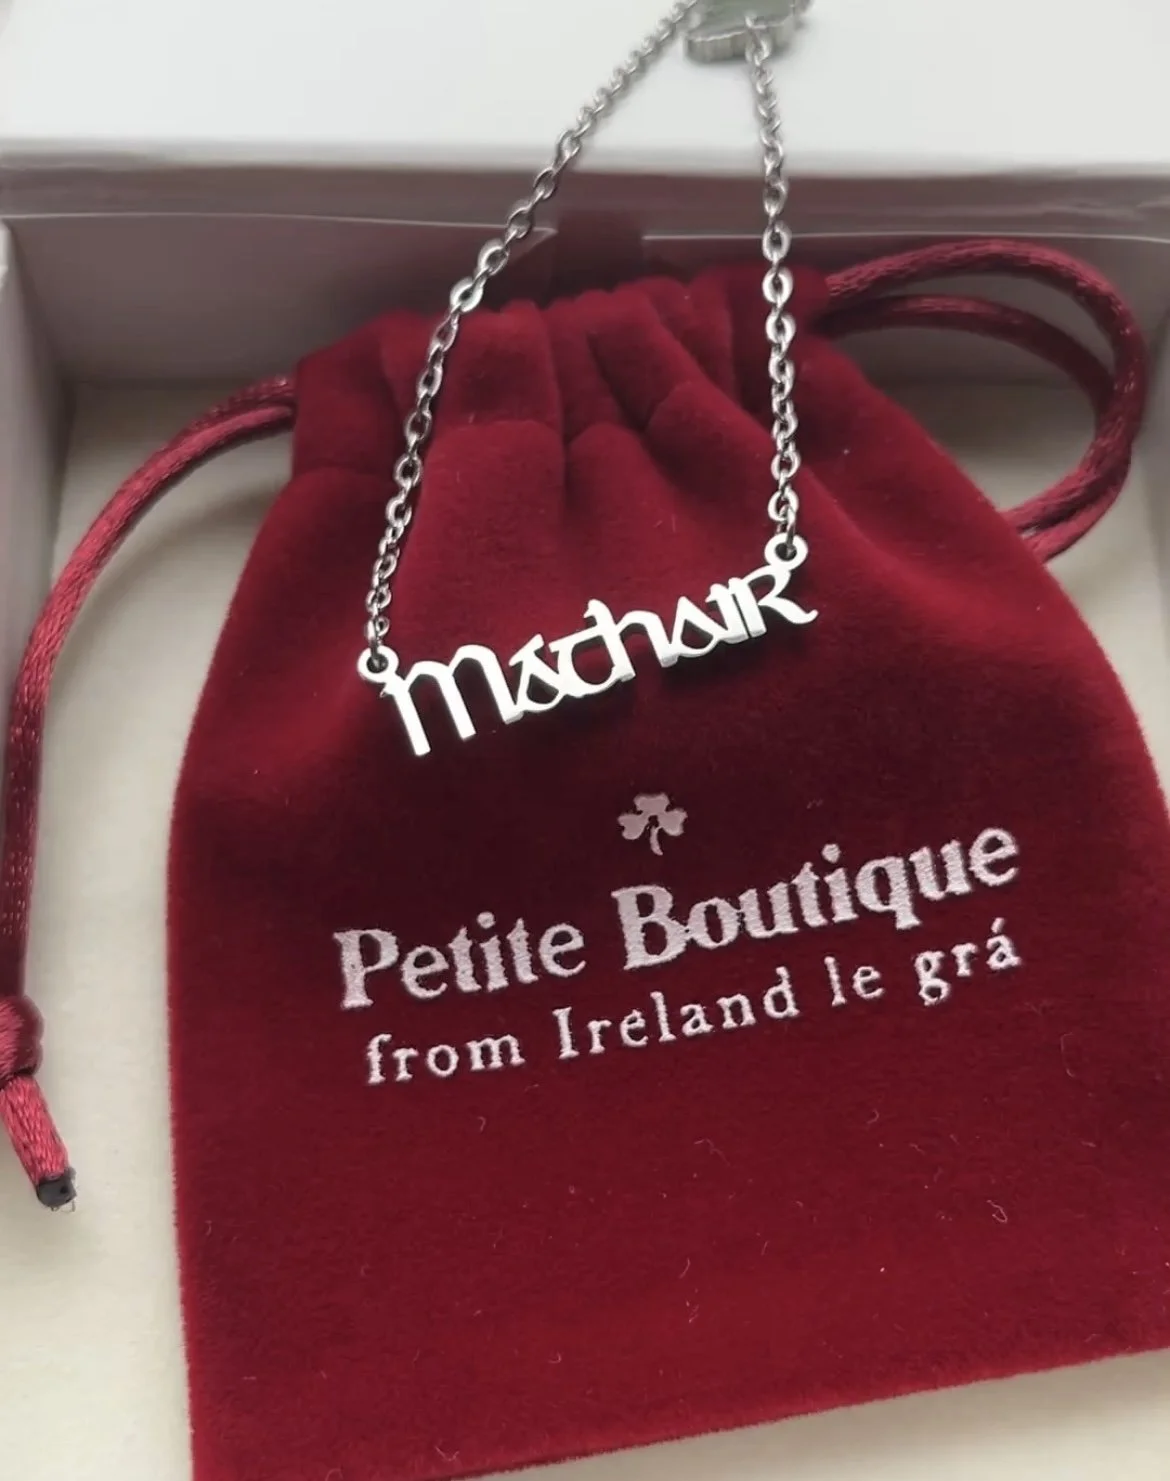 Máthair
Petite Boutique
from Ireland le grá